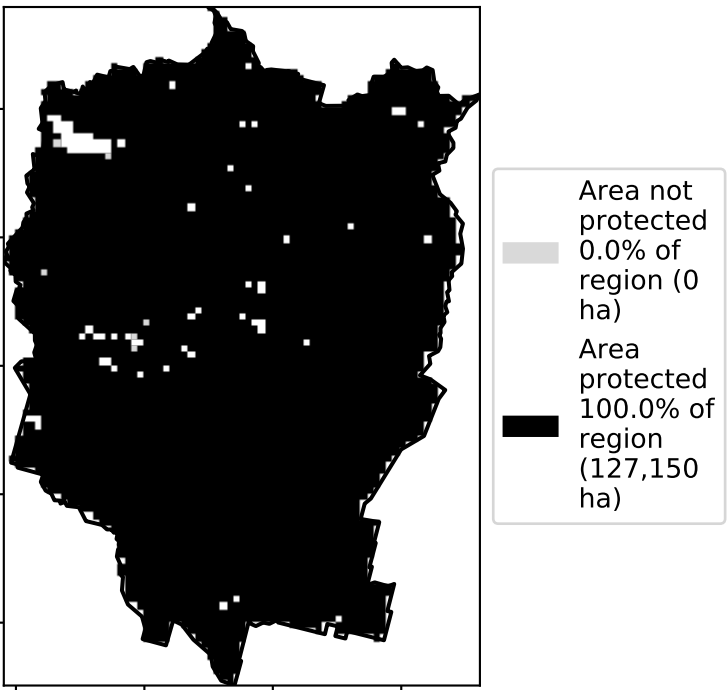 Area not
protected
0.0% of
region (0
ha)
Area
protected
100.0% of
region
(127,150
ha)